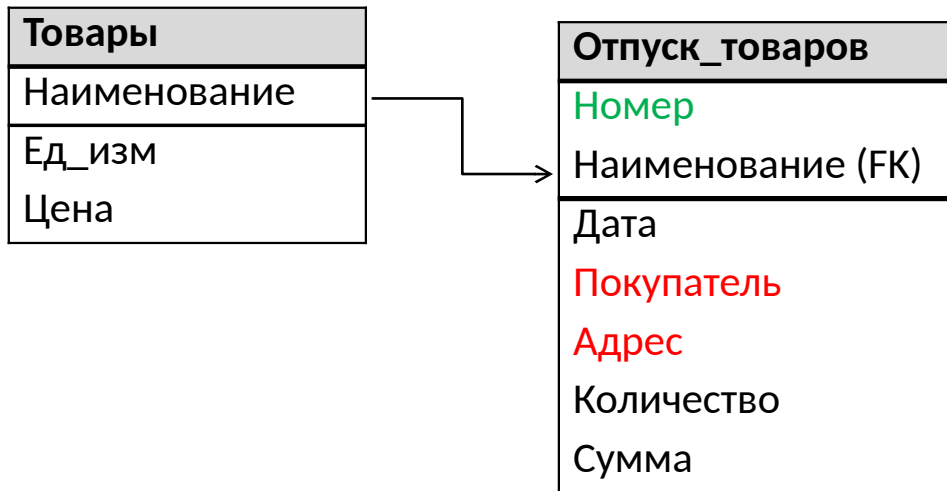 Товары
Наименование
Ед_изм
Цена
Отпуск_товаров
Номер
Наименование (FK)
Дата
Покупатель
Адрес
Количество
Сумма